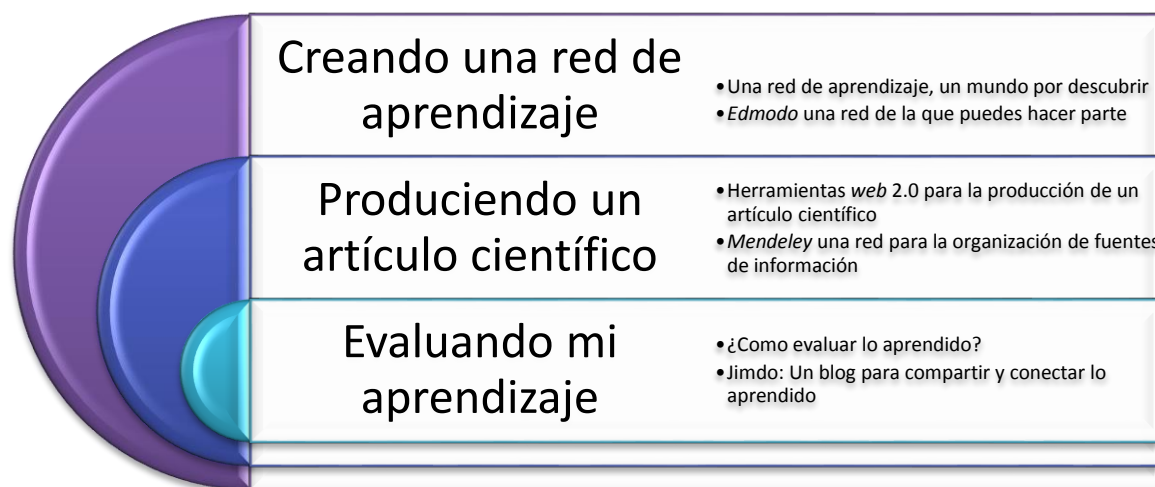 Creando una red de
aprendizaje
•Una red de aprendizaje, un mundo por descubrir
•Edmodo una red de la que puedes hacer parte
Produciendo un
artículo científico
•Herramientas web 2.0 para la producción de un
artículo científico
•Mendeley una red para la organización de fuentes
de información
Evaluando mi
aprendizaje
•¿Como evaluar lo aprendido?
•Jimdo: Un blog para compartir y conectar lo
aprendido